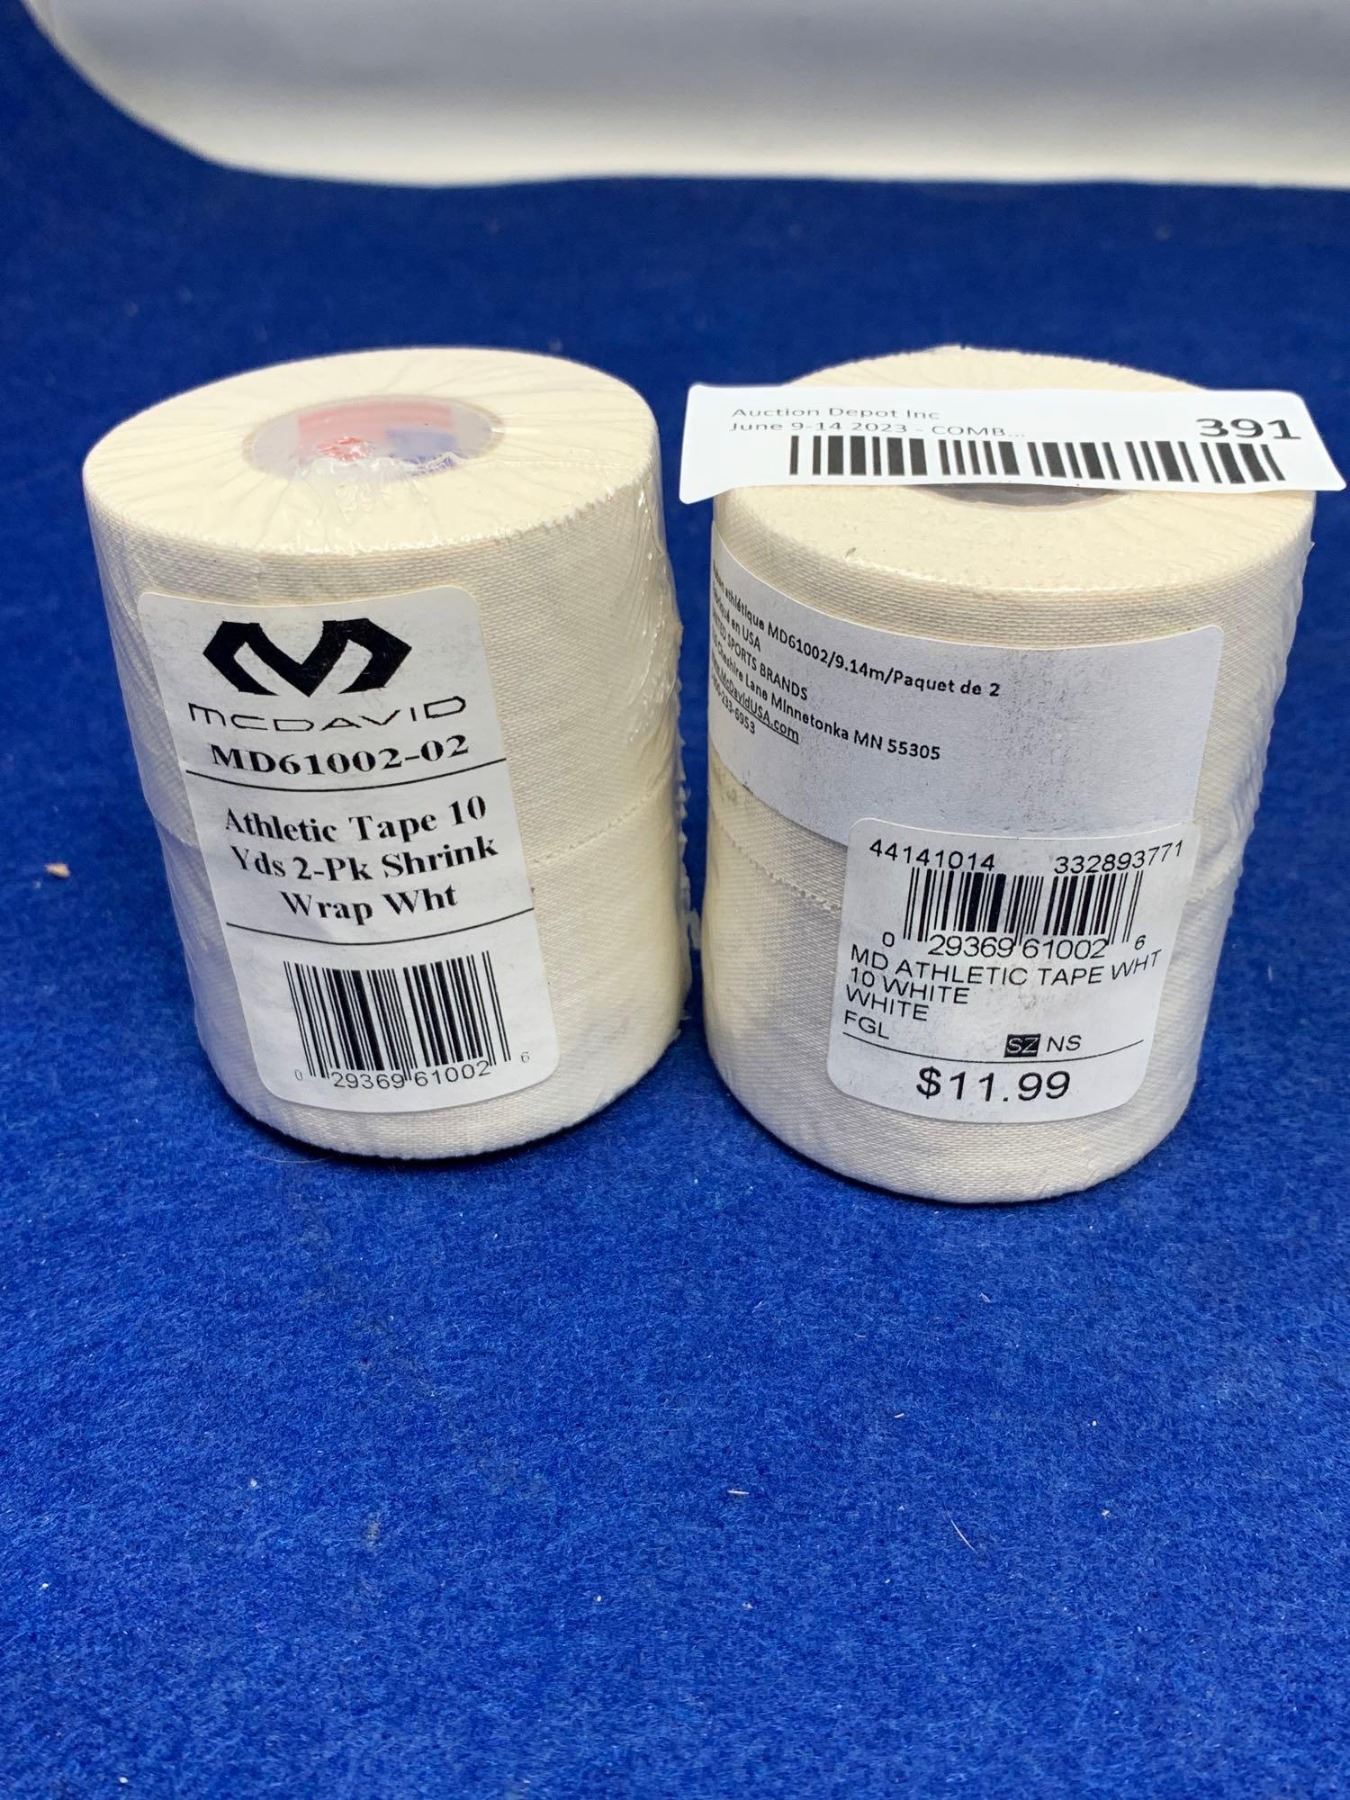 Auction Depot Inc
June 9-14 2023 - COMB...
391
MCDAVID
MD61002-02
Athletic Tape 10
Yds 2-Pk Shrink
Wrap Wht
0 29369 61002 6
athlétique MD61002/9.14m/Paquet de 2
en USA
SPORTS BRANDS
Cheshire Lane Minnetonka MN 55305
McDavidUSA.com
44141014 332893771
0 29369 61002 6
MD ATHLETIC TAPE WHT
10 WHITE
WHITE
FGL
SZ NS
$11.99